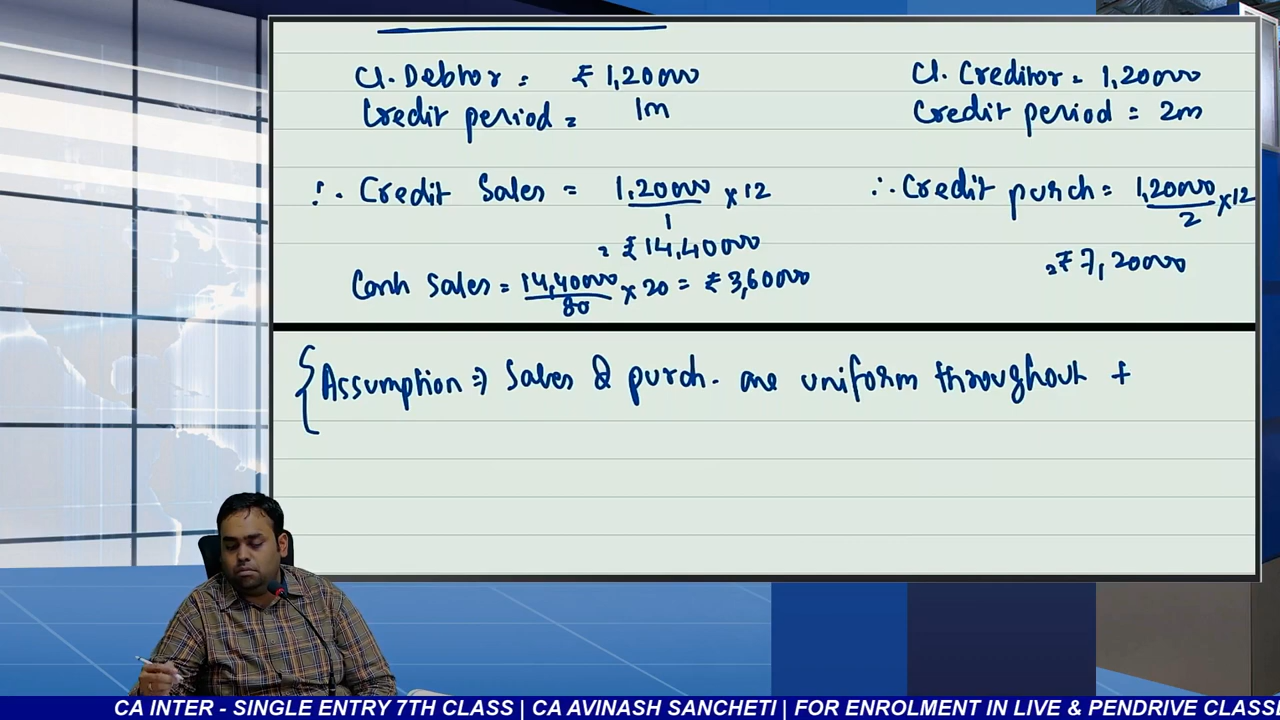 Cl. Debtor = ₹ 1,20000
Credit period = 1m
Cl. Creditor = 1,20000
Credit period = 2m
∴ Credit Sales = 1,20000/1 x 12
= ₹ 14,40000
Cash Sales = 14,40000/80 x 20 = ₹ 3,60000
∴ Credit purch = 1,20000/2 x 12
= ₹ 7,20000
{Assumption ⇒ Sales & purch. are uniform throughout t
CA INTER - SINGLE ENTRY 7TH CLASS | CA AVINASH SANCHETI | FOR ENROLMENT IN LIVE & PENDRIVE CLASSE